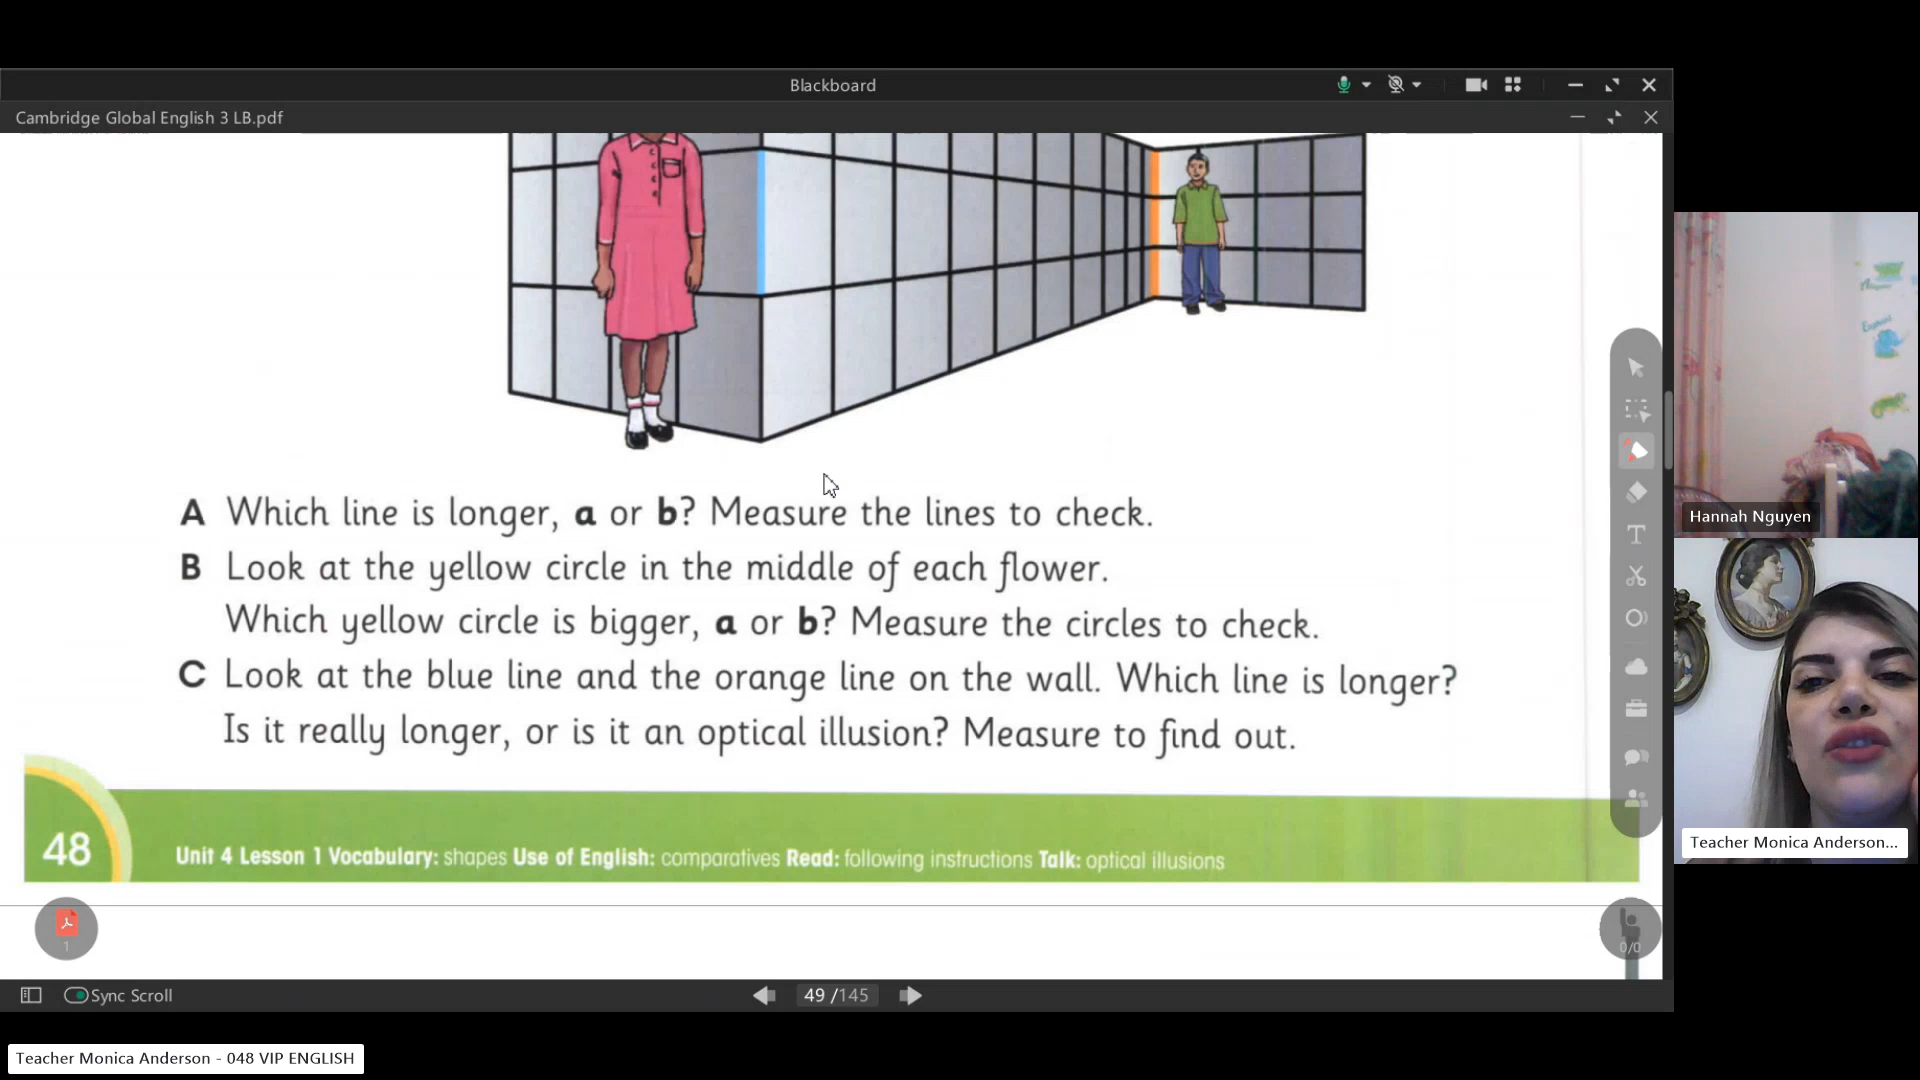 Blackboard
Cambridge Global English 3 LB.pdf
A Which line is longer, a or b? Measure the lines to check.
B Look at the yellow circle in the middle of each flower.
Which yellow circle is bigger, a or b? Measure the circles to check.
C Look at the blue line and the orange line on the wall. Which line is longer?
Is it really longer, or is it an optical illusion? Measure to find out.
48
Unit 4 Lesson 1 Vocabulary: shapes Use of English: comparatives Read: following instructions Talk: optical illusions
1
0/0
Sync Scroll
49 /145
Elephant
Hannah Nguyen
Teacher Monica Anderson...
Teacher Monica Anderson - 048 VIP ENGLISH